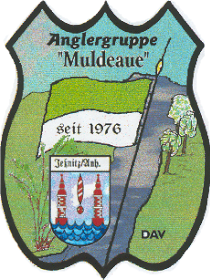 Anglergruppe
"Muldeaue"
seit 1976
Jeßnitz/Anh.
DAV